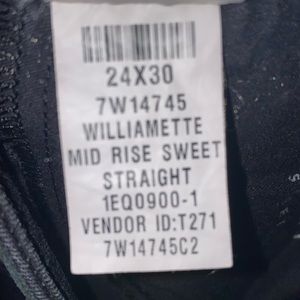 24X30
7W14745
WILLIAMETTE
MID RISE SWEET
STRAIGHT
1EQ0900-1
VENDOR ID:T271
7W14745C2